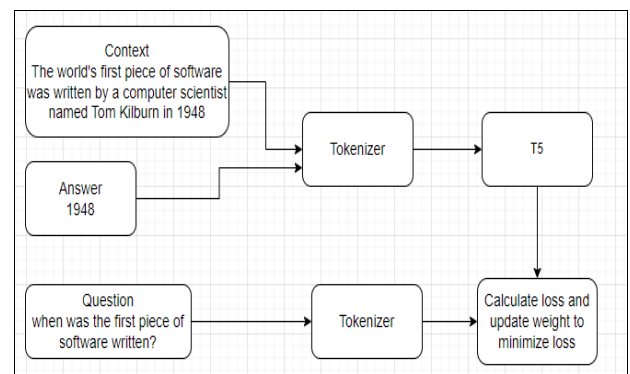 Context
The world's first piece of software
was written by a computer scientist
named Tom Kilburn in 1948
Tokenizer
T5
Answer
1948
Question
when was the first piece of
software written?
Tokenizer
Calculate loss and
update weight to
minimize loss